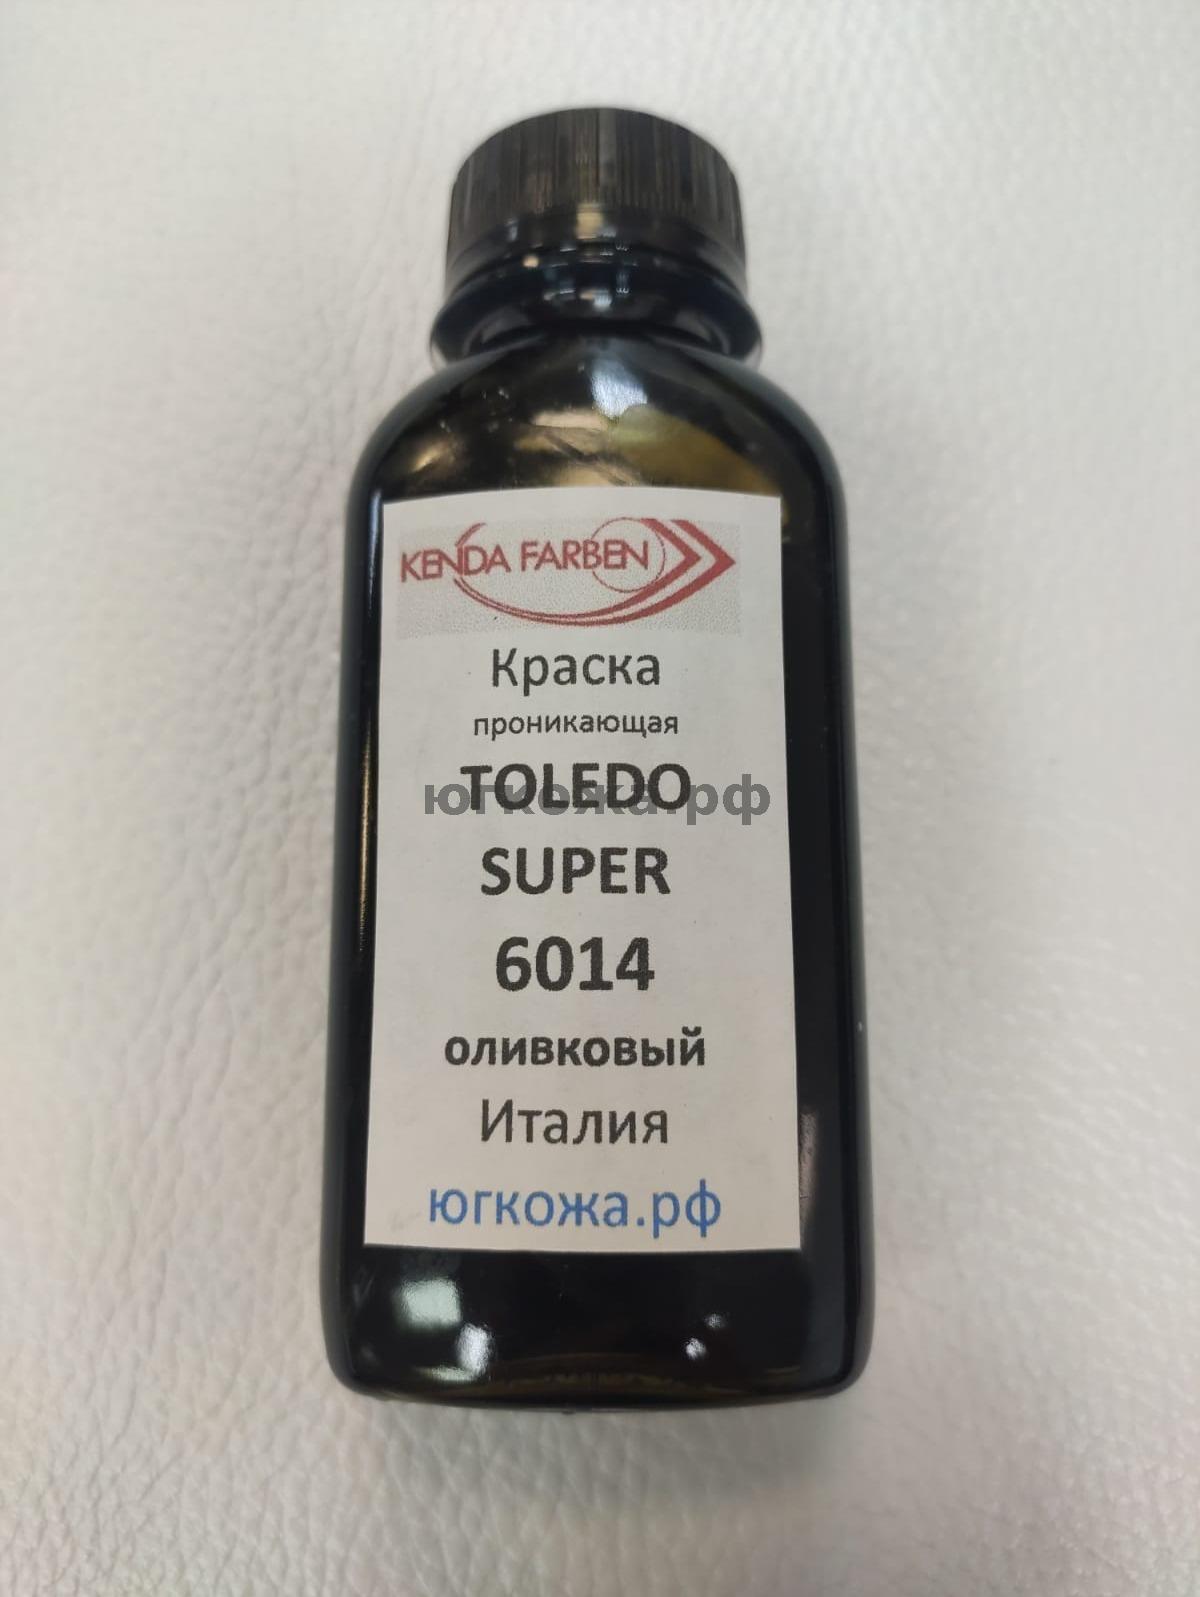 KENDA FARBEN
Краска
проникающая
TOLEDO
югкожа.рф
SUPER
6014
оливковый
Италия
югкожа.рф